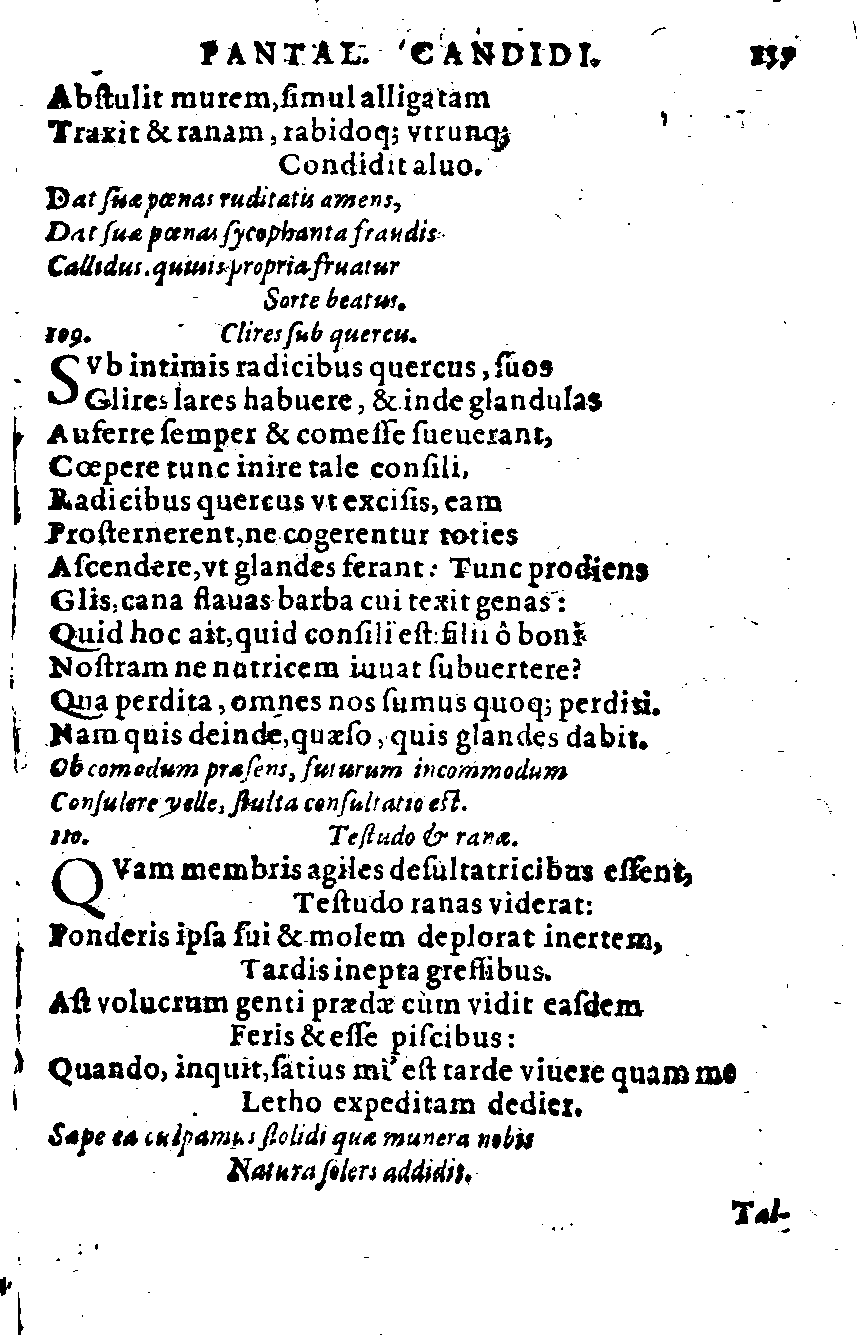 PANTAL. CANDIDI. 139
Abſtulit murem, ſimul alligatam
Traxit & ranam, rabidoq; vtrunq;
Condidit aluo.
Dat ſuæ pœnas ruditatis amens,
Dat ſuæ pœnas ſycophanta fraudis
Callidus. quiuis propria fruatur
Sorte beatus.
109. Clires ſub quercu.
SVb intimis radicibus quercus, ſuos
Glires lares habuere, & inde glandulas
Auferre ſemper & comeſſe ſueuerant,
Cœpere tunc inire tale conſili,
Radicibus quercus vt exciſis, eam
Proſternerent, ne cogerentur toties
Aſcendere, vt glandes ferant: Tunc prodiens
Glis, cana flauas barba cui texit genas:
Quid hoc ait, quid conſili eſt: filii ô boni
Noſtram ne nutricem iuuat ſubuertere?
Qua perdita, omnes nos ſumus quoq; perditi.
Nam quis deinde, quæſo, quis glandes dabit.
Ob comodum præſens, futurum incommodum
Conſulere velle, ſtulta conſultatio eſt.
110. Teſtudo & ranæ.
QVam membris agiles deſultatricibus eſſent,
Teſtudo ranas viderat:
Ponderis ipſa ſui & molem deplorat inertem,
Tardis inepta greſſibus.
Aſt volucrum genti prædæ cùm vidit eaſdem
Feris & eſſe piſcibus:
Quando, inquit, ſatius mi' eſt tarde viuere quam me
Letho expeditam dedier.
Sæpe ea culpamus ſtolidi quæ munera nobis
Natura ſolers addidit.
Tal-